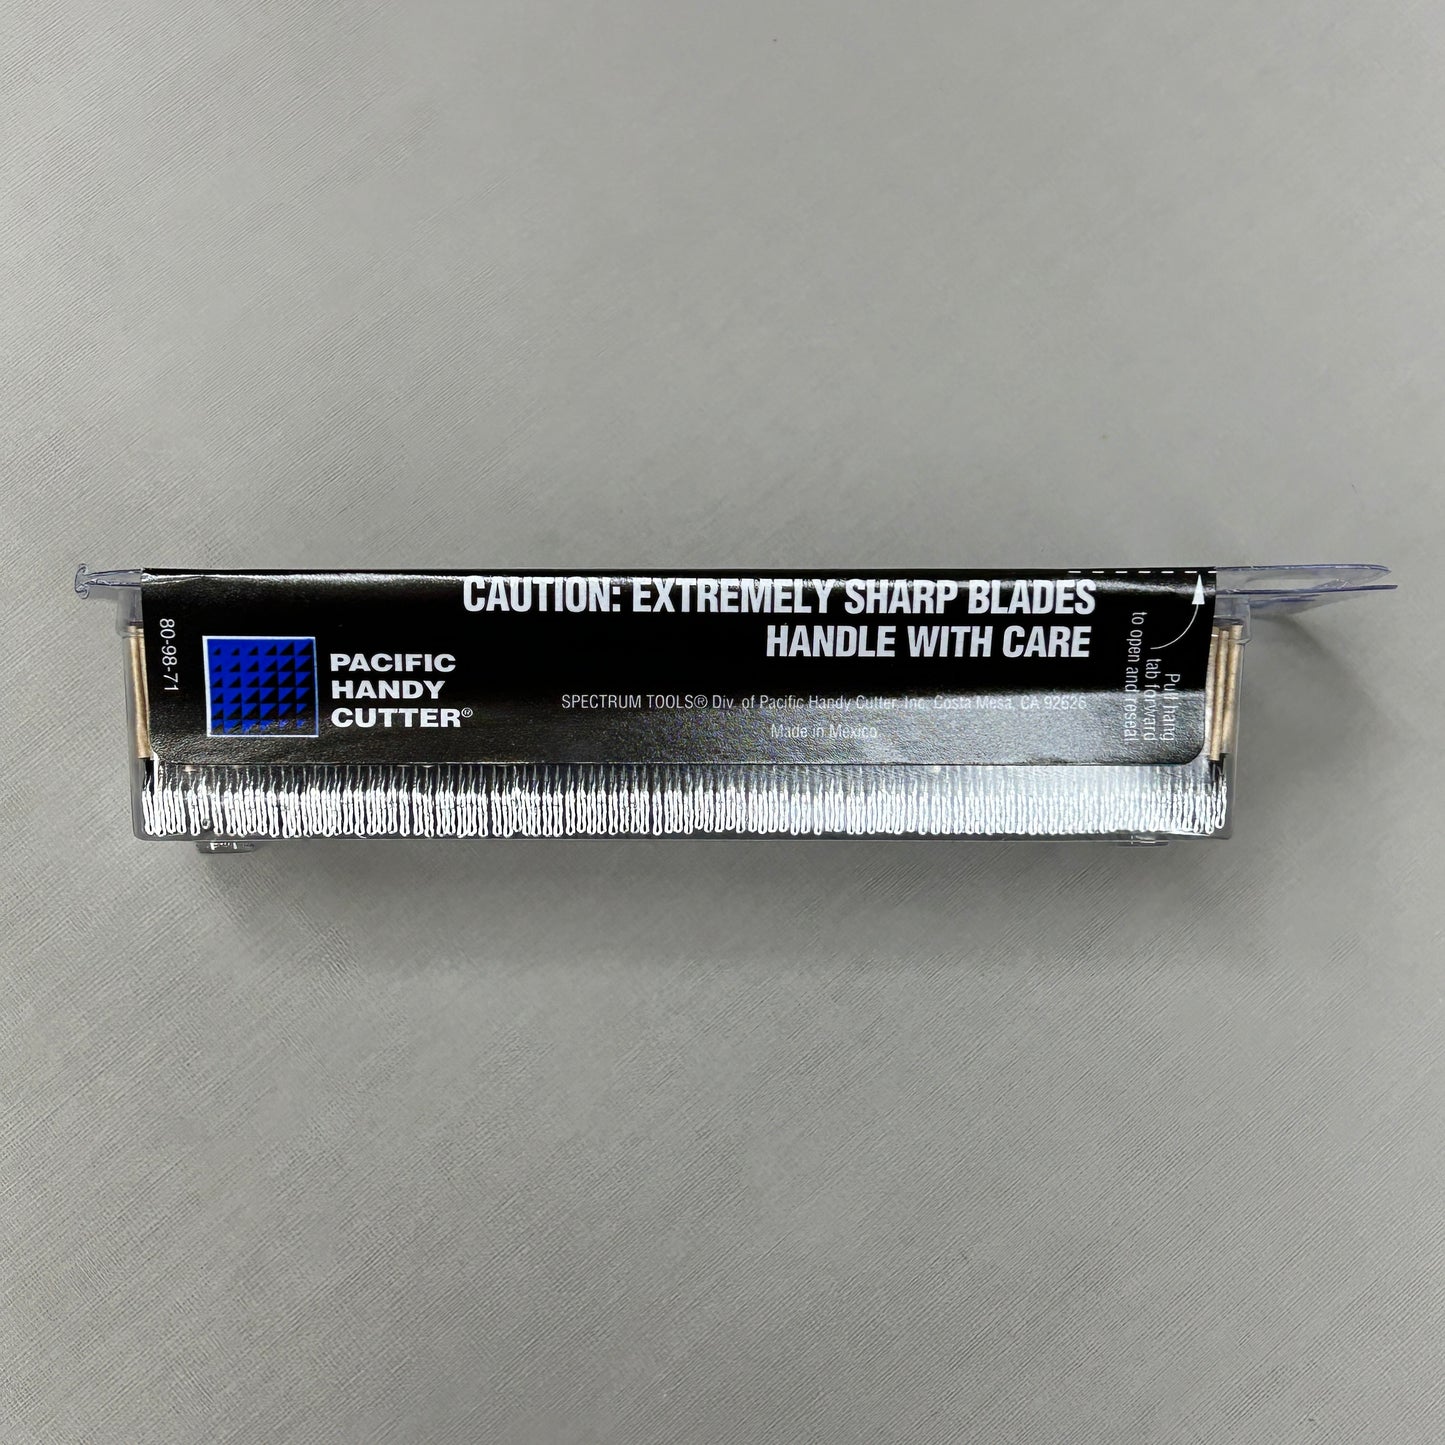 CAUTION: EXTREMELY SHARP BLADES
HANDLE WITH CARE
80-98-71
PACIFIC
HANDY
CUTTER®
SPECTRUM TOOLS® Div. of Pacific Handy Cutter, Inc. Costa Mesa, CA 92626
Made in Mexico
Pull hang
tab forward
to open and reseal